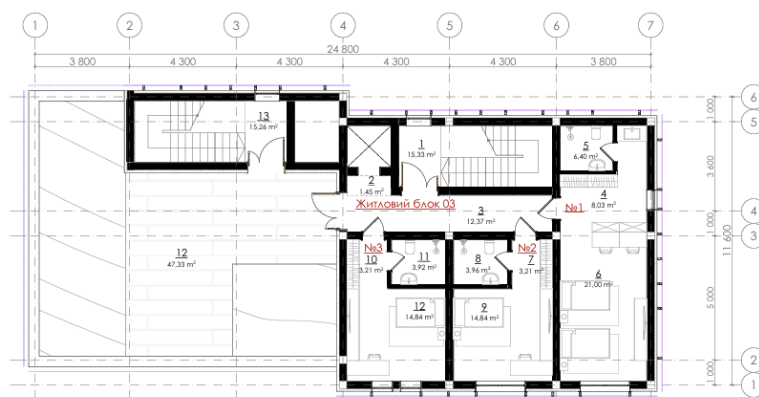 1 2 3 4 5 6 7
24 800
3 800 4 300 4 300 4 300 4 300 3 800
6
1 000
5
3 600
4
1 000
3
11 600
5 000
2
1 000
1
13
15,26 m²
1
15,33 m²
2
1,45 m²
5
6,40 m²
4
8,03 m²
Житловий блок 03
3
12,37 m²
№1
12
47,33 m²
№3
10
3,21 m²
11
3,92 m²
8
3,96 m²
№2
7
3,21 m²
6
21,00 m²
12
14,84 m²
9
14,84 m²